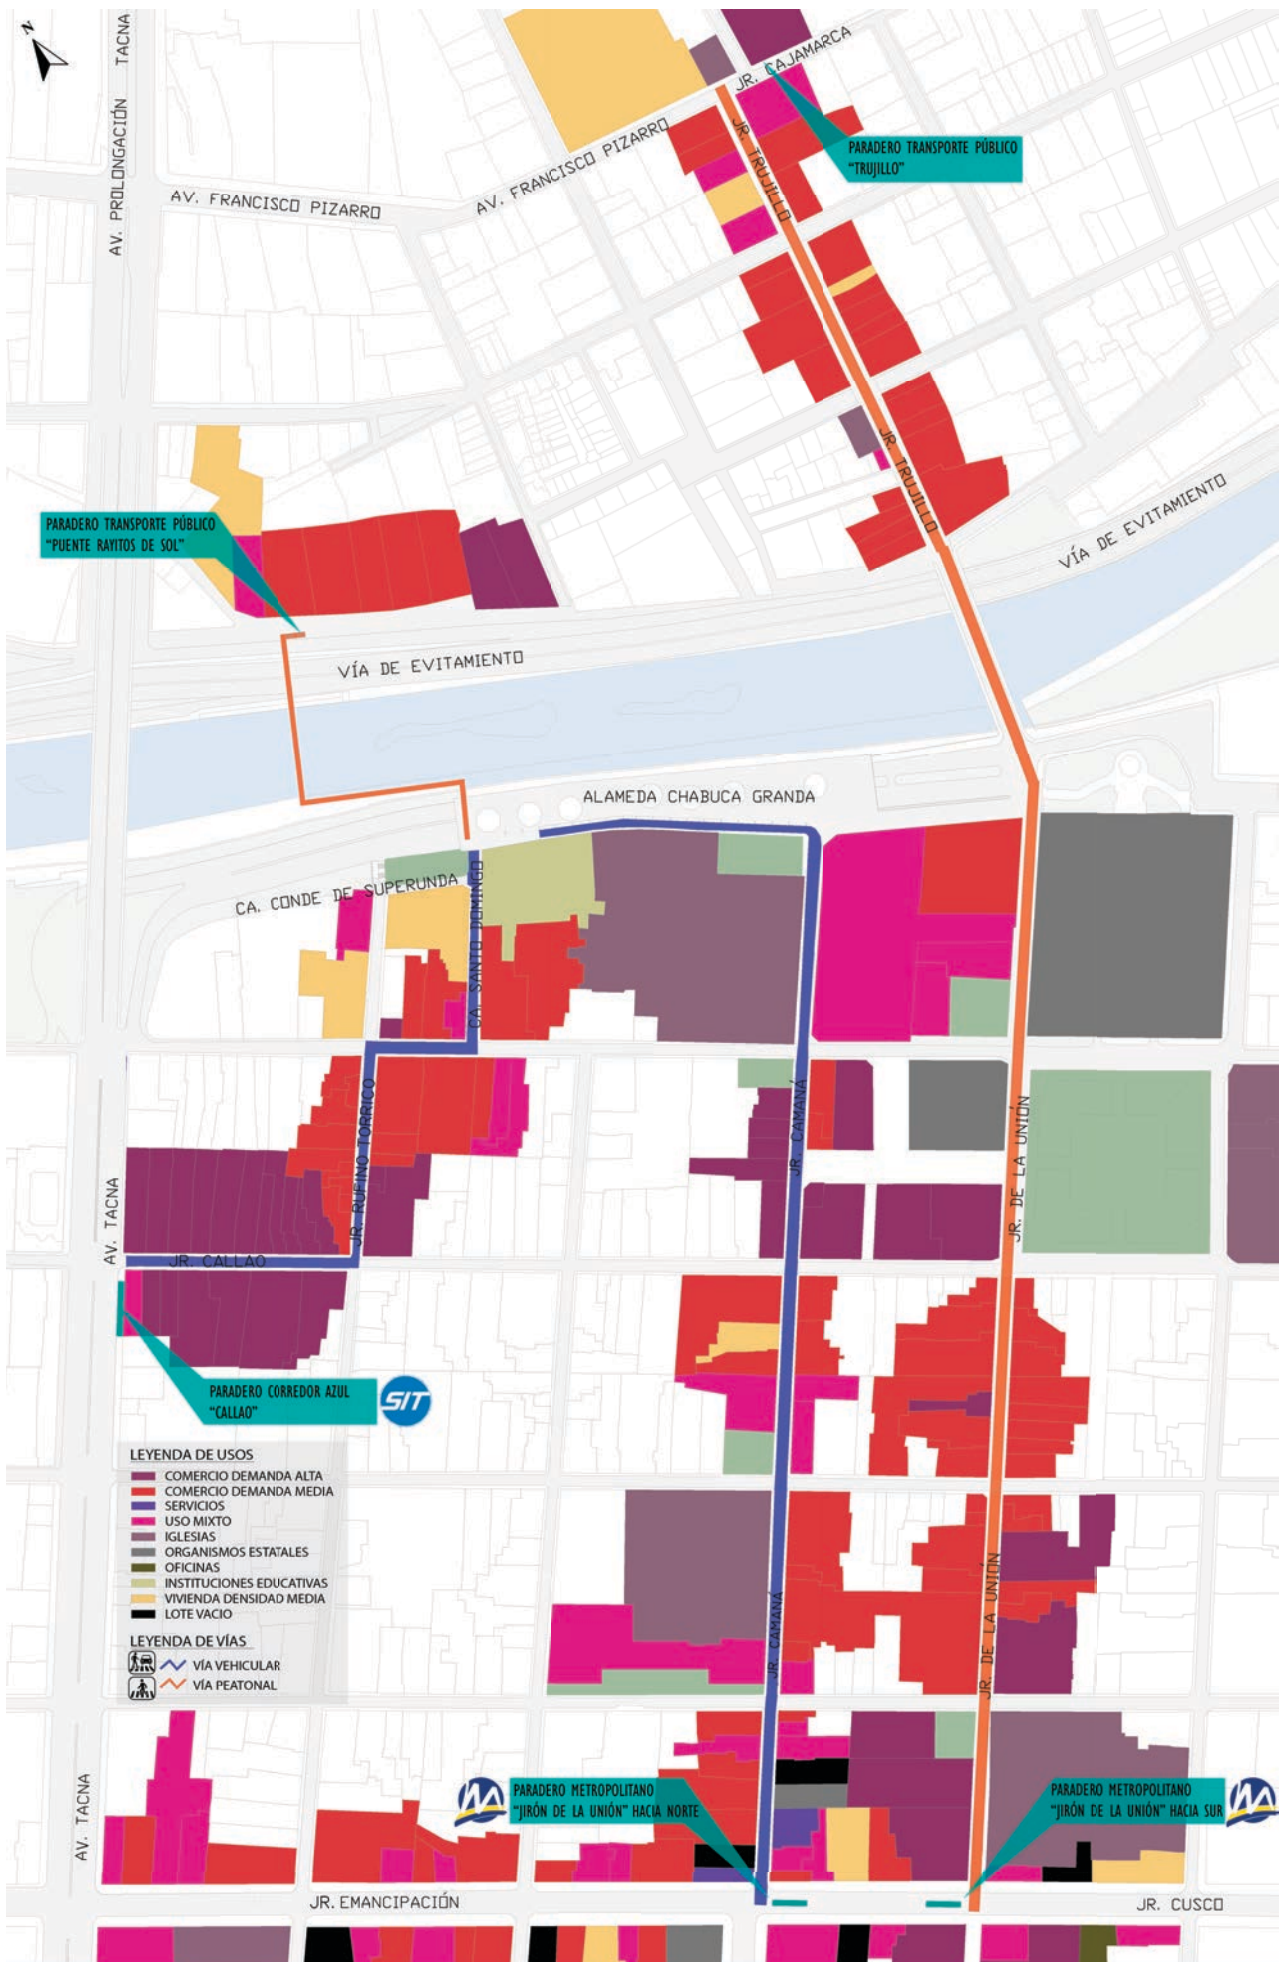 N
AV. PROLONGACIÓN TACNA
JR. CAJAMARCA
AV. FRANCISCO PIZARRO
AV. FRANCISCO PIZARRO
JR. TRUJILLO
PARADERO TRANSPORTE PÚBLICO
"TRUJILLO"
JR. TRUJILLO
VÍA DE EVITAMIENTO
PARADERO TRANSPORTE PÚBLICO
"PUENTE RAYITOS DE SOL"
VÍA DE EVITAMIENTO
ALAMEDA CHABUCA GRANDA
CA. CONDE DE SUPERUNDA
CA. SANTO DOMINGO
JR. RUFINO TORRICO
JR. CAMANÁ
JR. DE LA UNIÓN
AV. TACNA
JR. CALLAO
PARADERO CORREDOR AZUL
"CALLAO"
SIT
LEYENDA DE USOS
COMERCIO DEMANDA ALTA
COMERCIO DEMANDA MEDIA
SERVICIOS
USO MIXTO
IGLESIAS
ORGANISMOS ESTATALES
OFICINAS
INSTITUCIONES EDUCATIVAS
VIVIENDA DENSIDAD MEDIA
LOTE VACIO
LEYENDA DE VÍAS
VÍA VEHICULAR
VÍA PEATONAL
JR. CAMANÁ
JR. DE LA UNIÓN
AV. TACNA
PARADERO METROPOLITANO
"JIRÓN DE LA UNIÓN" HACIA NORTE
PARADERO METROPOLITANO
"JIRÓN DE LA UNIÓN" HACIA SUR
JR. EMANCIPACIÓN
JR. CUSCO